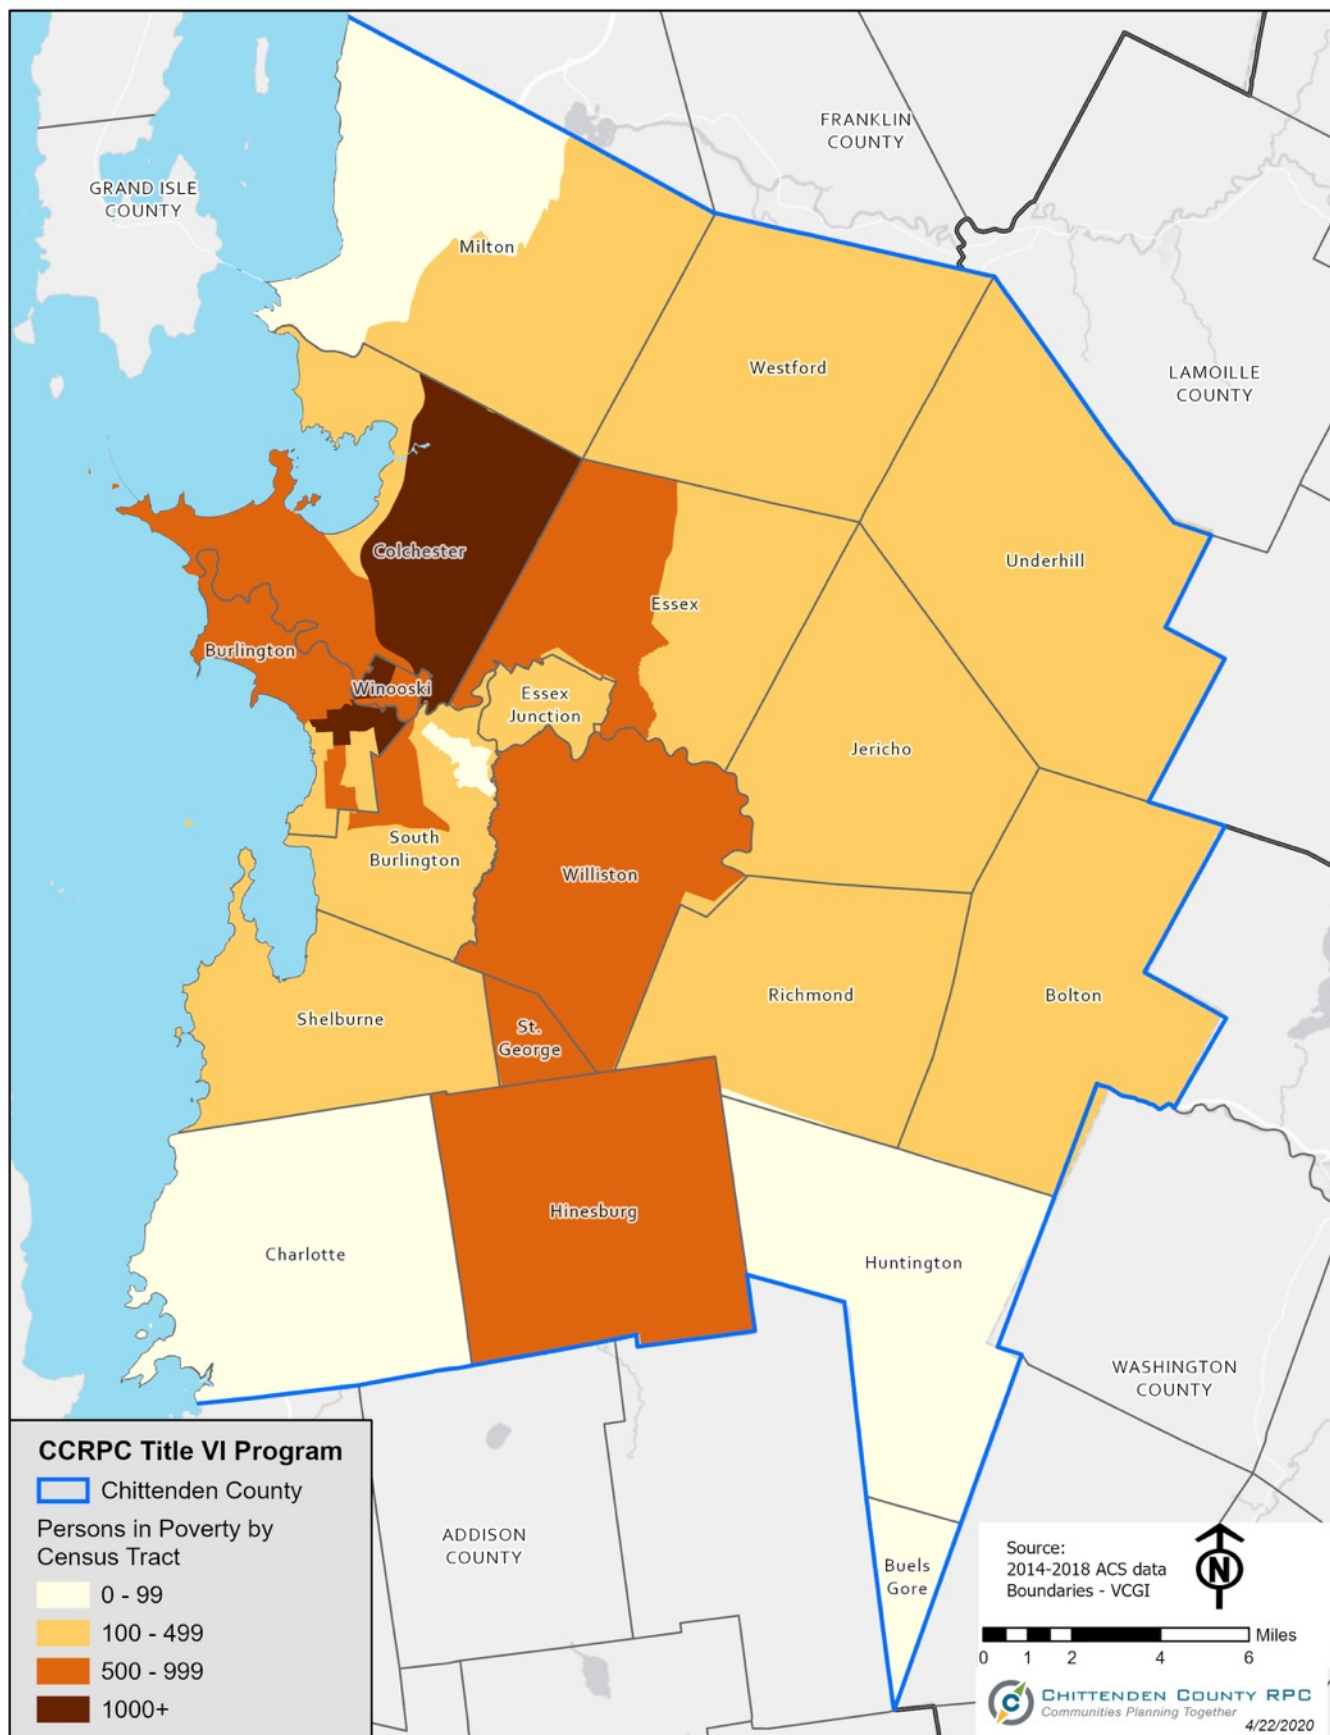 FRANKLIN
COUNTY
GRAND ISLE
COUNTY
Milton
Westford
LAMOILLE
COUNTY
Colchester
Underhill
Essex
Burlington
Winooski
Essex
Junction
Jericho
South
Burlington
Williston
Richmond
Bolton
Shelburne
St.
George
Hinesburg
Charlotte
Huntington
WASHINGTON
COUNTY
ADDISON
COUNTY
Buels
Gore
CCRPC Title VI Program
Chittenden County
Persons in Poverty by
Census Tract
0 - 99
100 - 499
500 - 999
1000+
Source:
2014-2018 ACS data
Boundaries - VCGI
N
Miles
0 1 2 4 6
C
CHITTENDEN COUNTY RPC
Communities Planning Together
4/22/2020